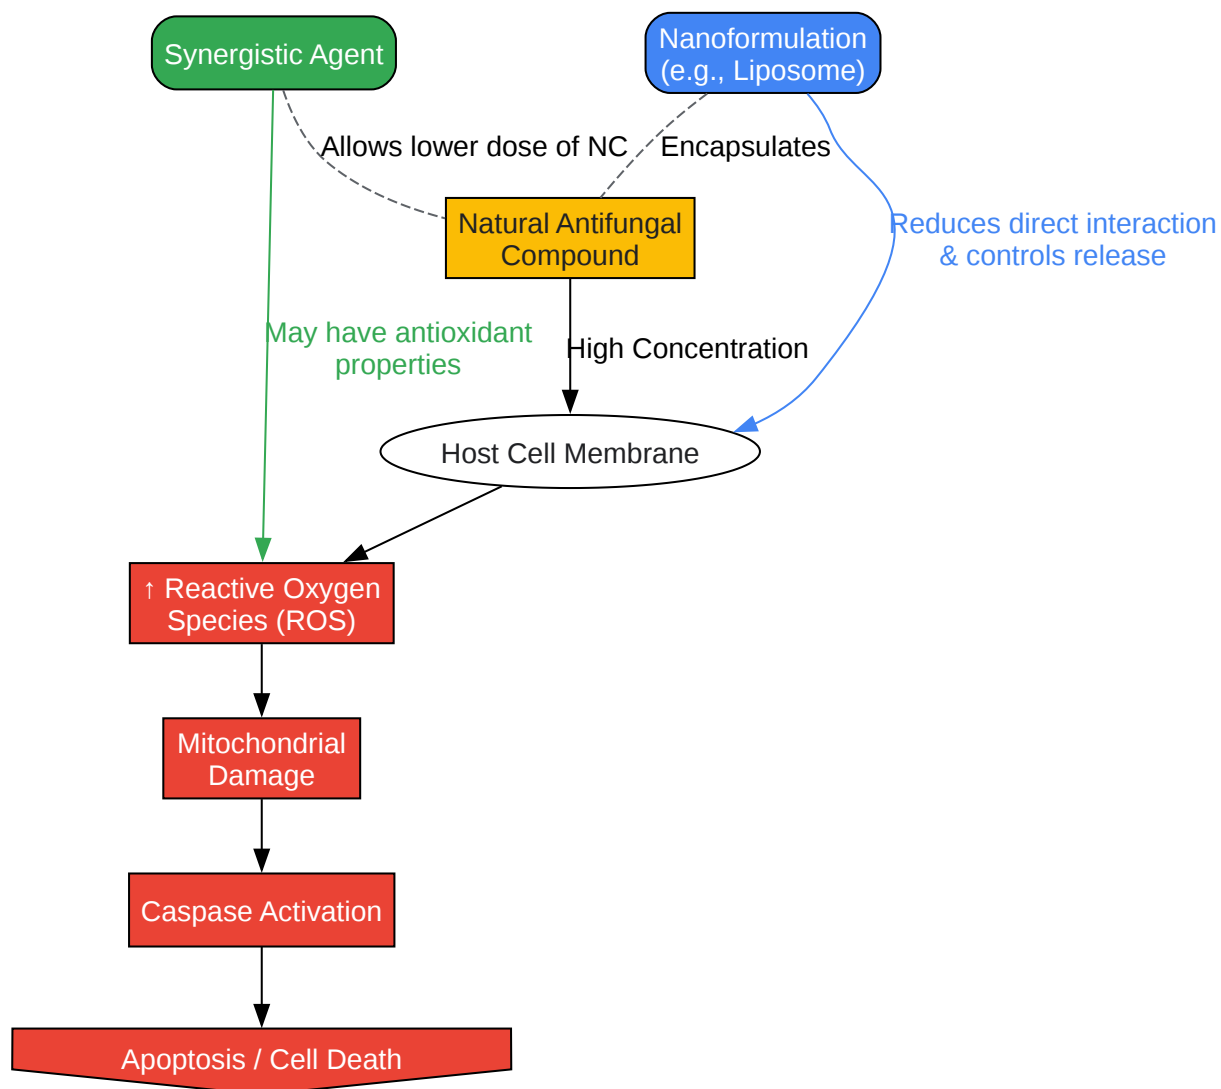 Synergistic Agent
Nanoformulation
(e.g., Liposome)
Allows lower dose of NC
Encapsulates
Natural Antifungal
Compound
Reduces direct interaction
& controls release
May have antioxidant
properties
High Concentration
Host Cell Membrane
↑ Reactive Oxygen
Species (ROS)
Mitochondrial
Damage
Caspase Activation
Apoptosis / Cell Death